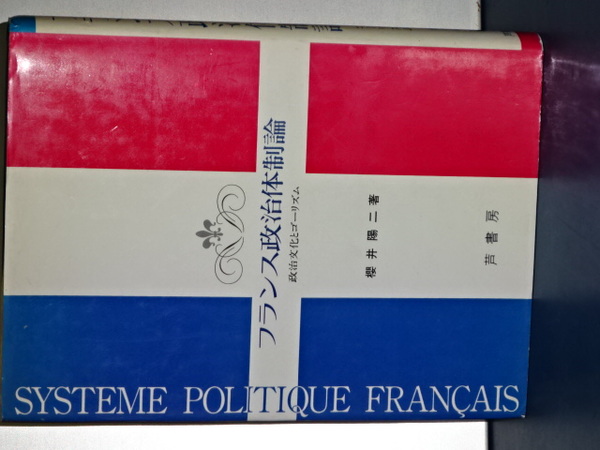 フランス政治体制論
政治文化とゴーリズム
櫻井陽二著
芦書房
SYSTEME POLITIQUE FRANÇAIS